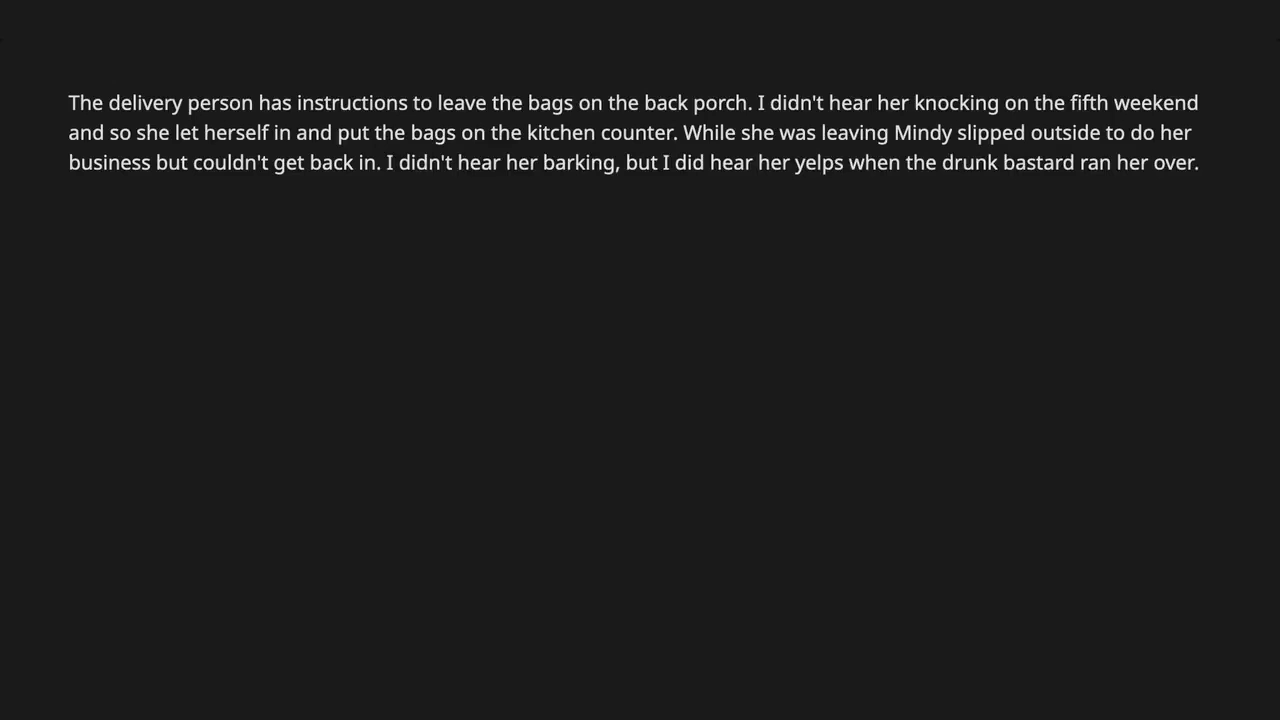 The delivery person has instructions to leave the bags on the back porch. I didn't hear her knocking on the fifth weekend
and so she let herself in and put the bags on the kitchen counter. While she was leaving Mindy slipped outside to do her
business but couldn't get back in. I didn't hear her barking, but I did hear her yelps when the drunk bastard ran her over.